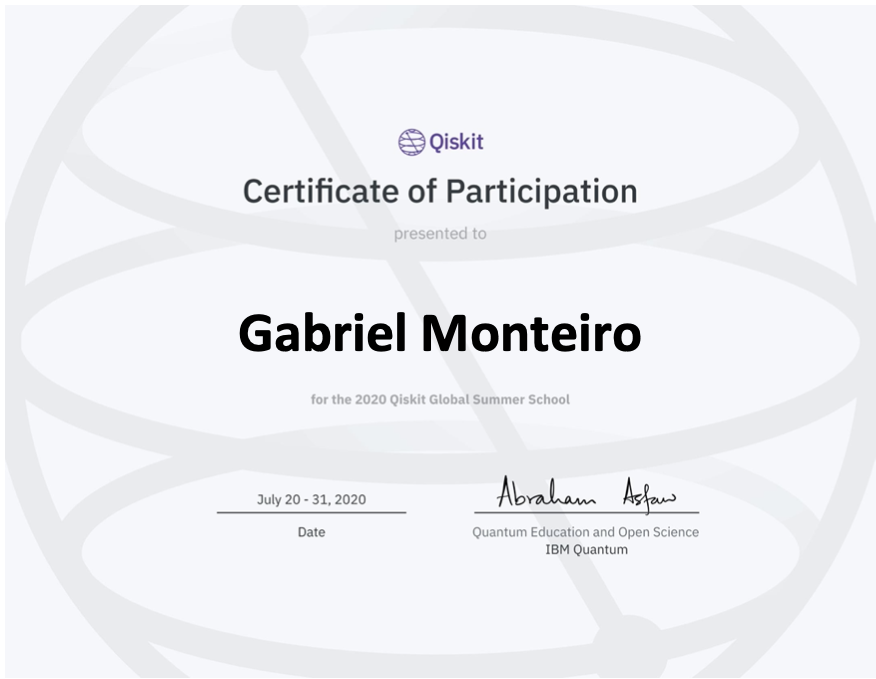 Qiskit
Certificate of Participation
presented to
Gabriel Monteiro
for the 2020 Qiskit Global Summer School
July 20 - 31, 2020
Date
Abraham Asfaw
Quantum Education and Open Science
IBM Quantum